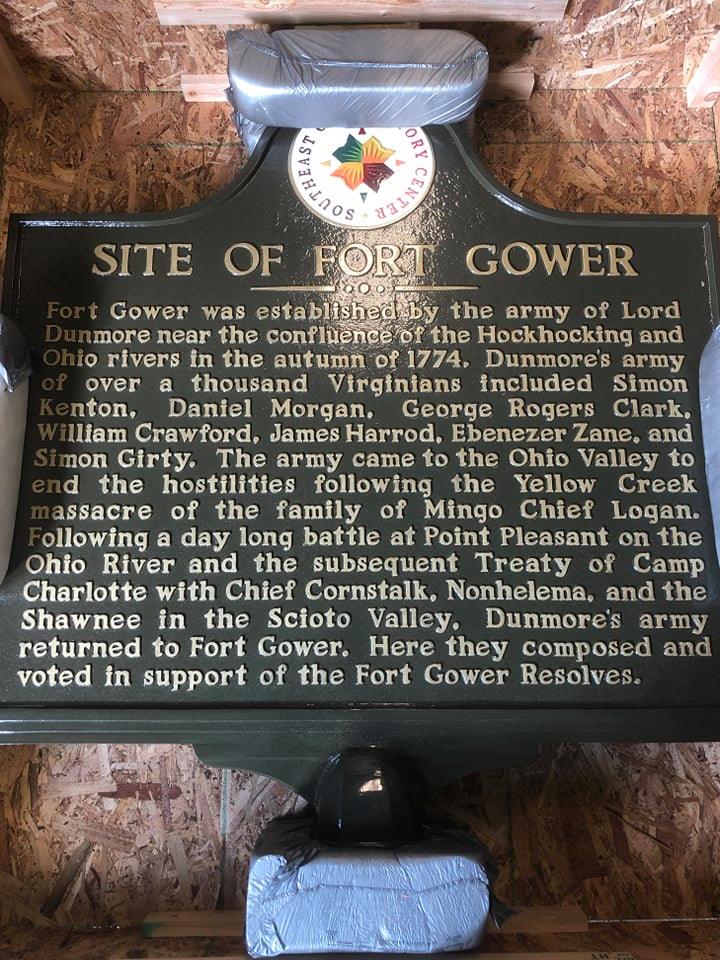 SOUTHEAST O ORY CENTER
SITE OF FORT GOWER
Fort Gower was established by the army of Lord
Dunmore near the confluence of the Hockhocking and
Ohio rivers in the autumn of 1774. Dunmore's army
of over a thousand Virginians included Simon
Kenton, Daniel Morgan, George Rogers Clark,
William Crawford, James Harrod, Ebenezer Zane, and
Simon Girty. The army came to the Ohio Valley to
end the hostilities following the Yellow Creek
massacre of the family of Mingo Chief Logan.
Following a day long battle at Point Pleasant on the
Ohio River and the subsequent Treaty of Camp
Charlotte with Chief Cornstalk, Nonhelema, and the
Shawnee in the Scioto Valley, Dunmore's army
returned to Fort Gower. Here they composed and
voted in support of the Fort Gower Resolves.